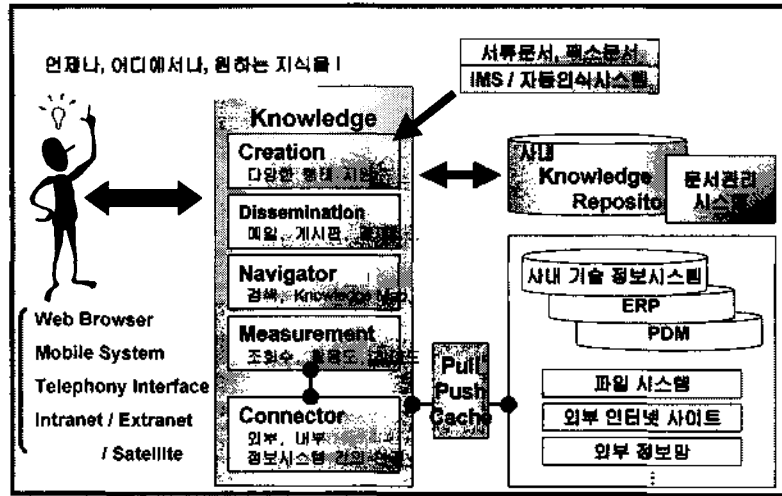 언제나, 어디에서나, 원하는 지식을 !
서류문서, 팩스문서
IMS / 자동인식시스템
Knowledge
Creation
다양한 형태 지원
Dissemination
메일, 게시판,
Navigator
검색, Knowledge Map,
Measurement
조회수, 활용도,
Connector
외부, 내부
정보시스템 간의
사내
Knowledge
Repository
문서관리
시스템
Web Browser
Mobile System
Telephony Interface
Intranet / Extranet
/ Satellite
Pull
Push
Cache
사내 기술 정보시스템
ERP
PDM
파일 시스템
외부 인터넷 사이트
외부 정보망